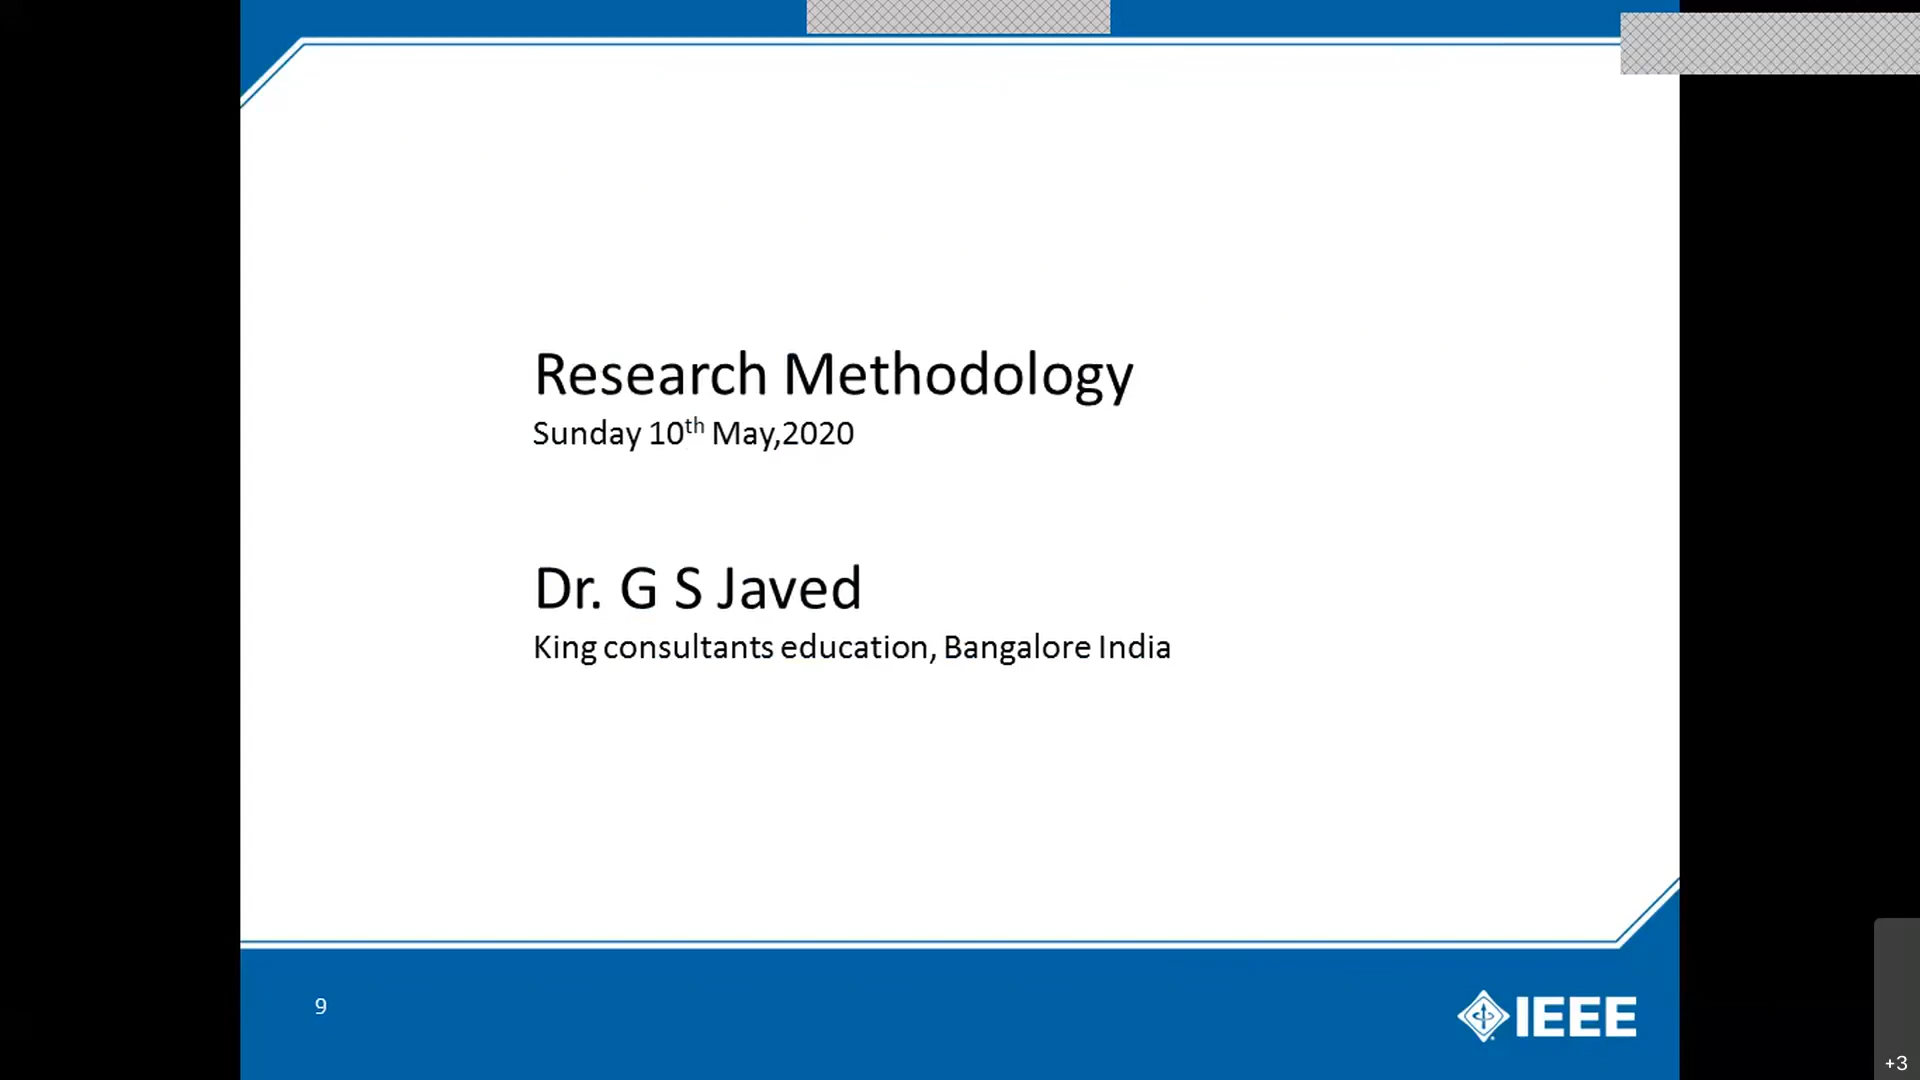 Research Methodology
Sunday 10th May,2020
Dr. G S Javed
King consultants education, Bangalore India
9
IEEE
+3